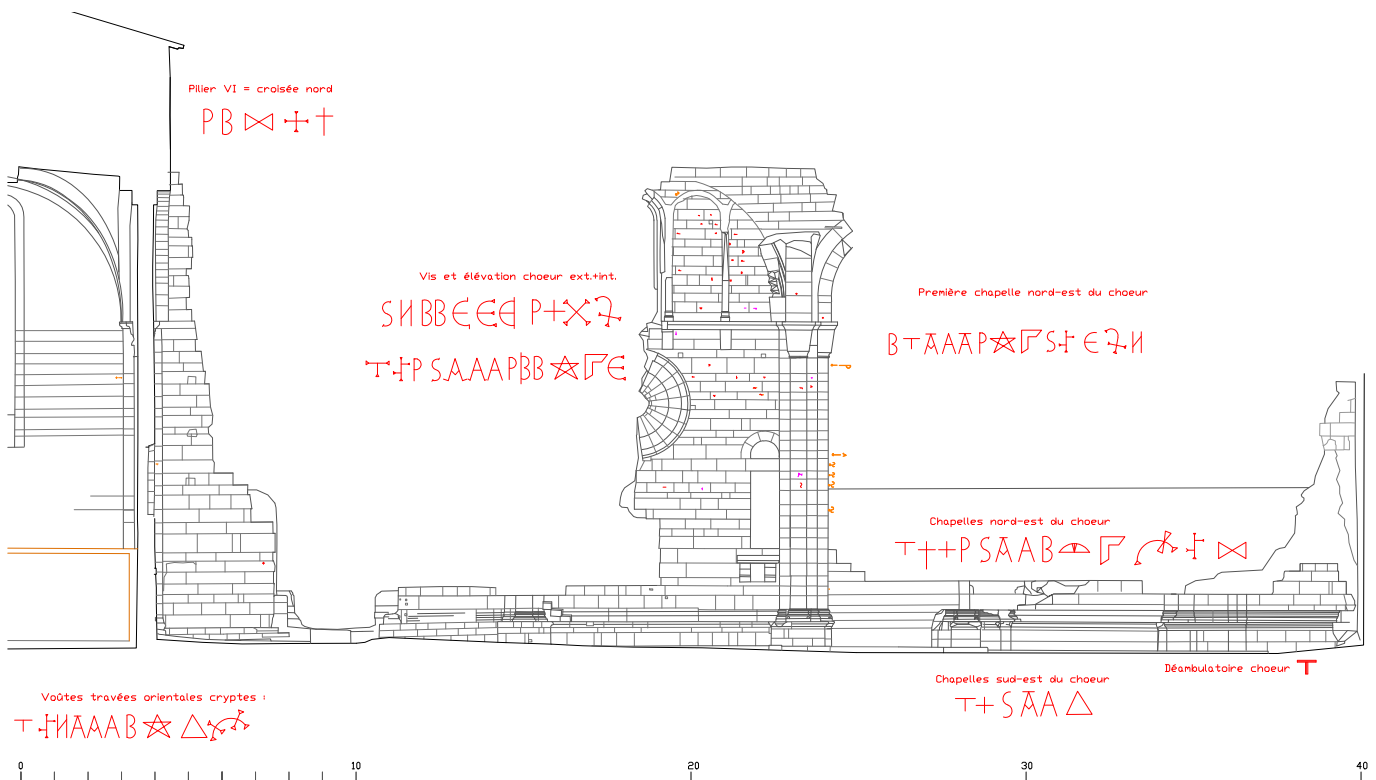 Pilier VI = croisée nord
P B
Vis et élévation choeur ext.+int.
S И B B P +
Première chapelle nord-est du choeur
B T A A A P
P S A A A P B B
Chapelles nord-est du choeur
T P S A A B
Déambulatoire choeur T
Chapelles sud-est du choeur
T + S A A △
Voûtes travées orientales cryptes :
A A A B
0 10 20 30 40